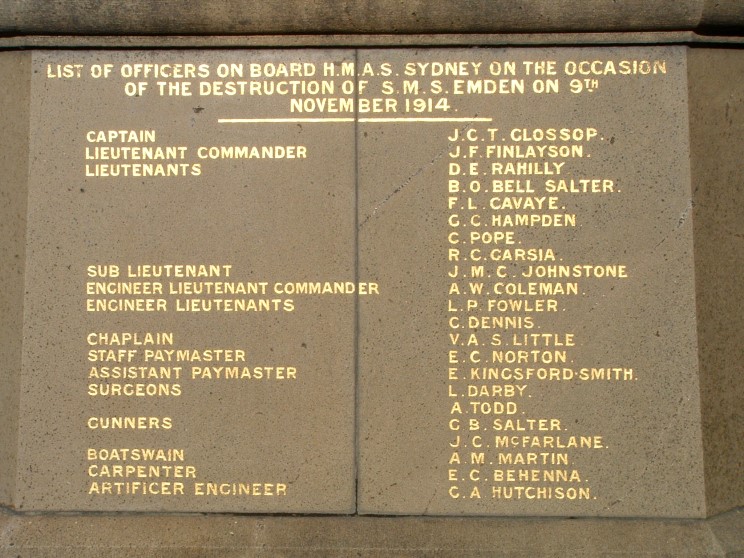 LIST OF OFFICERS ON BOARD H.M.A.S. SYDNEY ON THE OCCASION
OF THE DESTRUCTION OF S.M.S. EMDEN ON 9TH
NOVEMBER 1914.
CAPTAIN J.C.T. GLOSSOP.
LIEUTENANT COMMANDER J.F. FINLAYSON.
LIEUTENANTS D.E. RAHILLY
B.O. BELL SALTER.
F.L. CAVAYE.
G.C. HAMPDEN
C. POPE.
R.C. GARSIA.
SUB LIEUTENANT J.M.C. JOHNSTONE
ENGINEER LIEUTENANT COMMANDER A.W. COLEMAN.
ENGINEER LIEUTENANTS L.P. FOWLER.
C. DENNIS.
CHAPLAIN V.A.S. LITTLE
STAFF PAYMASTER E.C. NORTON.
ASSISTANT PAYMASTER E. KINGSFORD-SMITH.
SURGEONS L. DARBY.
A. TODD.
GUNNERS G.B. SALTER.
J.C. McFARLANE.
BOATSWAIN A.M. MARTIN.
CARPENTER E.C. BEHENNA.
ARTIFICER ENGINEER G.A HUTCHISON.